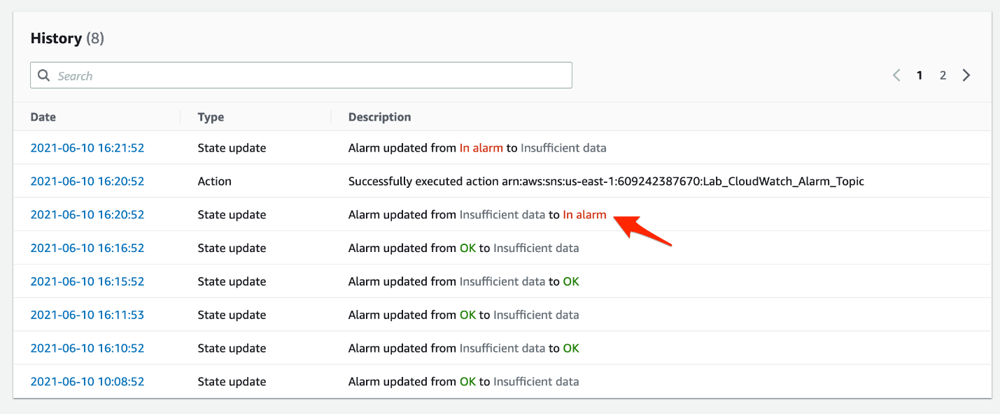 History (8)
Search
1 2
Date Type Description
2021-06-10 16:21:52 State update Alarm updated from In alarm to Insufficient data
2021-06-10 16:20:52 Action Successfully executed action arn:aws:sns:us-east-1:609242387670:Lab_CloudWatch_Alarm_Topic
2021-06-10 16:20:52 State update Alarm updated from Insufficient data to In alarm
2021-06-10 16:16:52 State update Alarm updated from OK to Insufficient data
2021-06-10 16:15:52 State update Alarm updated from Insufficient data to OK
2021-06-10 16:11:53 State update Alarm updated from OK to Insufficient data
2021-06-10 16:10:52 State update Alarm updated from Insufficient data to OK
2021-06-10 10:08:52 State update Alarm updated from OK to Insufficient data